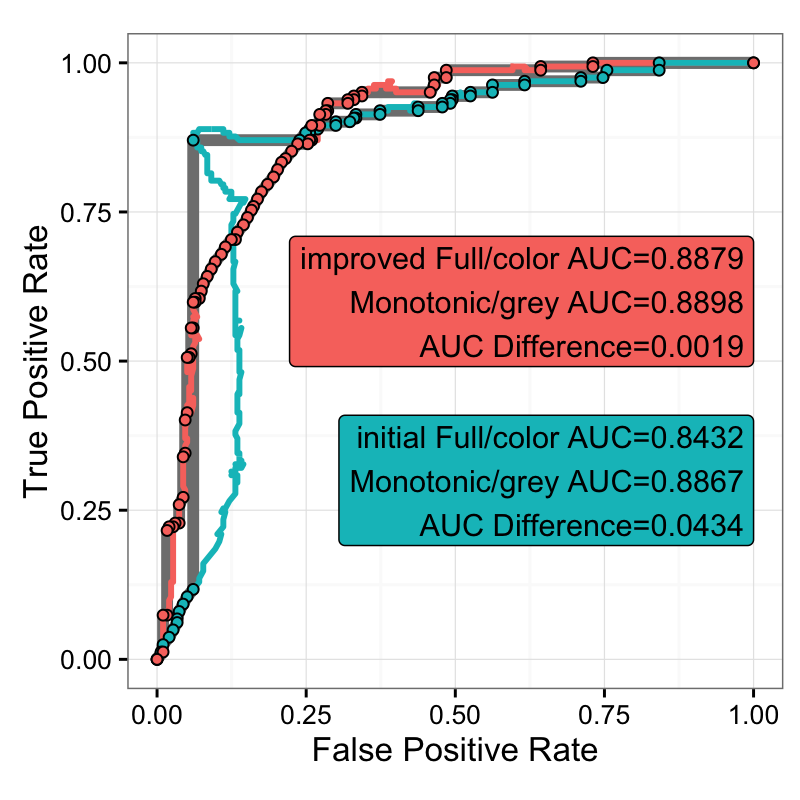 1.00
0.75
0.50
0.25
0.00
True Positive Rate
improved Full/color AUC=0.8879
Monotonic/grey AUC=0.8898
AUC Difference=0.0019
initial Full/color AUC=0.8432
Monotonic/grey AUC=0.8867
AUC Difference=0.0434
0.00 0.25 0.50 0.75 1.00
False Positive Rate